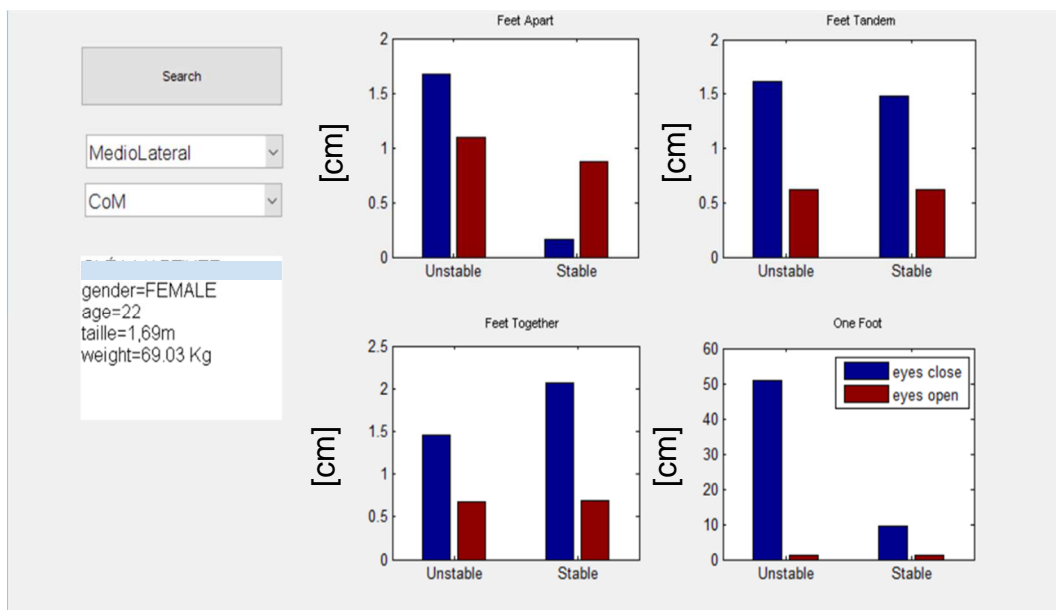 Search
MedioLateral
CoM
gender=FEMALE
age=22
taille=1,69m
weight=69.03 Kg
Feet Apart
2
1.5
1
0.5
0
[cm]
Unstable
Stable
Feet Tandem
2
1.5
1
0.5
0
[cm]
Unstable
Stable
Feet Together
2.5
2
1.5
1
0.5
0
[cm]
Unstable
Stable
One Foot
60
50
40
30
20
10
0
[cm]
eyes close
eyes open
Unstable
Stable